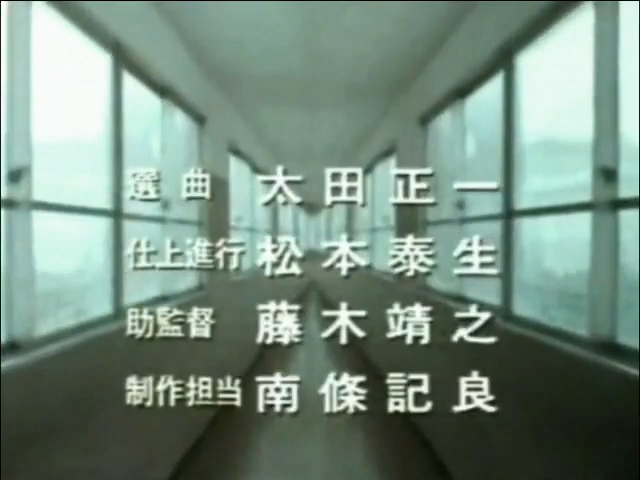 選曲 太田正一
仕上進行 松本泰生
助監督 藤木靖之
制作担当 南條記良